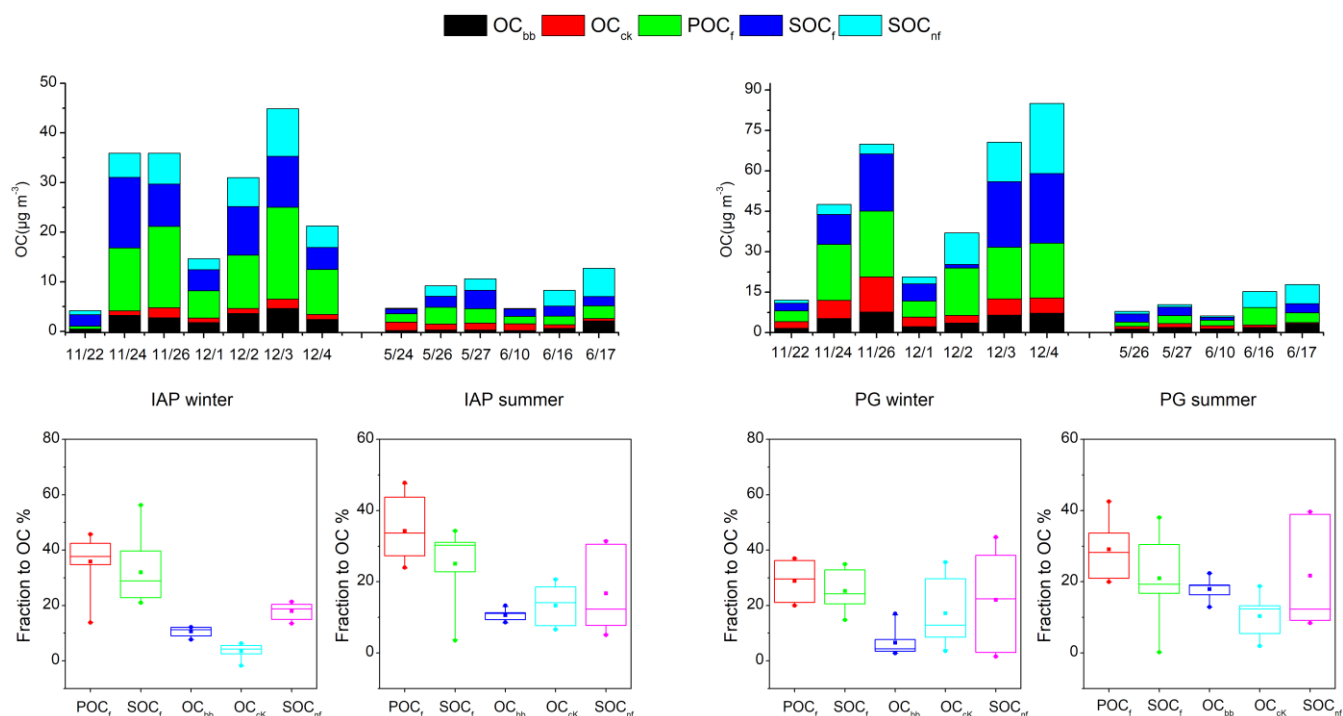 OCbb OCck POCf SOCf SOCnf
OC(μg m-3)
50
40
30
20
10
0
11/22 11/24 11/26 12/1 12/2 12/3 12/4 5/24 5/26 5/27 6/10 6/16 6/17
OC(μg m-3)
90
75
60
45
30
15
0
11/22 11/24 11/26 12/1 12/2 12/3 12/4 5/26 5/27 6/10 6/16 6/17
IAP winter IAP summer PG winter PG summer
Fraction to OC %
80
60
40
20
0
POCf SOCf OCbb OCcK SOCnf
Fraction to OC %
60
40
20
0
POCf SOCf OCbb OCcK SOCnf
Fraction to OC %
80
60
40
20
0
POCf SOCf OCbb OCcK SOCnf
Fraction to OC %
60
40
20
0
POCf SOCf OCbb OCcK SOCnf